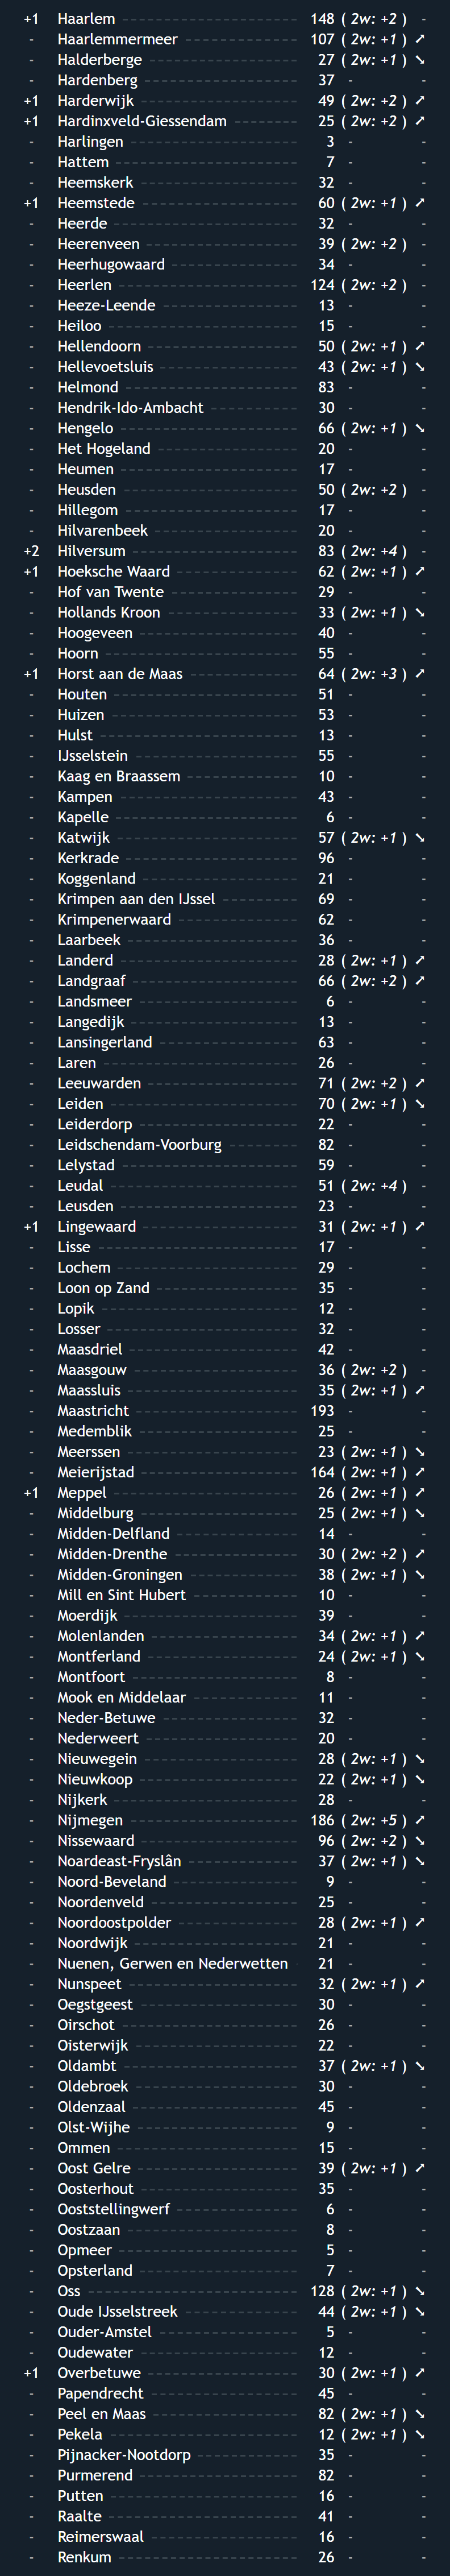 +1 Haarlem 148 ( 2w: +2 ) -
- Haarlemmermeer 107 ( 2w: +1 ) ➚
- Halderberge 27 ( 2w: +1 ) ➘
- Hardenberg 37 - -
+1 Harderwijk 49 ( 2w: +2 ) ➚
+1 Hardinxveld-Giessendam 25 ( 2w: +2 ) ➚
- Harlingen 3 - -
- Hattem 7 - -
- Heemskerk 32 - -
+1 Heemstede 60 ( 2w: +1 ) ➚
- Heerde 32 - -
- Heerenveen 39 ( 2w: +2 ) -
- Heerhugowaard 34 - -
- Heerlen 124 ( 2w: +2 ) -
- Heeze-Leende 13 - -
- Heiloo 15 - -
- Hellendoorn 50 ( 2w: +1 ) ➚
- Hellevoetsluis 43 ( 2w: +1 ) ➘
- Helmond 83 - -
- Hendrik-Ido-Ambacht 30 - -
- Hengelo 66 ( 2w: +1 ) ➘
- Het Hogeland 20 - -
- Heumen 17 - -
- Heusden 50 ( 2w: +2 ) -
- Hillegom 17 - -
- Hilvarenbeek 20 - -
+2 Hilversum 83 ( 2w: +4 ) -
+1 Hoeksche Waard 62 ( 2w: +1 ) ➚
- Hof van Twente 29 - -
- Hollands Kroon 33 ( 2w: +1 ) ➘
- Hoogeveen 40 - -
- Hoorn 55 - -
+1 Horst aan de Maas 64 ( 2w: +3 ) ➚
- Houten 51 - -
- Huizen 53 - -
- Hulst 13 - -
- IJsselstein 55 - -
- Kaag en Braassem 10 - -
- Kampen 43 - -
- Kapelle 6 - -
- Katwijk 57 ( 2w: +1 ) ➘
- Kerkrade 96 - -
- Koggenland 21 - -
- Krimpen aan den IJssel 69 - -
- Krimpenerwaard 62 - -
- Laarbeek 36 - -
- Landerd 28 ( 2w: +1 ) ➚
- Landgraaf 66 ( 2w: +2 ) ➚
- Landsmeer 6 - -
- Langedijk 13 - -
- Lansingerland 63 - -
- Laren 26 - -
- Leeuwarden 71 ( 2w: +2 ) ➚
- Leiden 70 ( 2w: +1 ) ➘
- Leiderdorp 22 - -
- Leidschendam-Voorburg 82 - -
- Lelystad 59 - -
- Leudal 51 ( 2w: +4 ) -
- Leusden 23 - -
+1 Lingewaard 31 ( 2w: +1 ) ➚
- Lisse 17 - -
- Lochem 29 - -
- Loon op Zand 35 - -
- Lopik 12 - -
- Losser 32 - -
- Maasdriel 42 - -
- Maasgouw 36 ( 2w: +2 ) -
- Maassluis 35 ( 2w: +1 ) ➚
- Maastricht 193 - -
- Medemblik 25 - -
- Meerssen 23 ( 2w: +1 ) ➘
- Meierijstad 164 ( 2w: +1 ) ➚
+1 Meppel 26 ( 2w: +1 ) ➚
- Middelburg 25 ( 2w: +1 ) ➘
- Midden-Delfland 14 - -
- Midden-Drenthe 30 ( 2w: +2 ) ➚
- Midden-Groningen 38 ( 2w: +1 ) ➘
- Mill en Sint Hubert 10 - -
- Moerdijk 39 - -
- Molenlanden 34 ( 2w: +1 ) ➚
- Montferland 24 ( 2w: +1 ) ➘
- Montfoort 8 - -
- Mook en Middelaar 11 - -
- Neder-Betuwe 32 - -
- Nederweert 20 - -
- Nieuwegein 28 ( 2w: +1 ) ➘
- Nieuwkoop 22 ( 2w: +1 ) ➘
- Nijkerk 28 - -
- Nijmegen 186 ( 2w: +5 ) ➚
- Nissewaard 96 ( 2w: +2 ) ➘
- Noardeast-Fryslân 37 ( 2w: +1 ) ➘
- Noord-Beveland 9 - -
- Noordenveld 25 - -
- Noordoostpolder 28 ( 2w: +1 ) ➚
- Noordwijk 21 - -
- Nuenen, Gerwen en Nederwetten 21 - -
- Nunspeet 32 ( 2w: +1 ) ➚
- Oegstgeest 30 - -
- Oirschot 26 - -
- Oisterwijk 22 - -
- Oldambt 37 ( 2w: +1 ) ➘
- Oldebroek 30 - -
- Oldenzaal 45 - -
- Olst-Wijhe 9 - -
- Ommen 15 - -
- Oost Gelre 39 ( 2w: +1 ) ➚
- Oosterhout 35 - -
- Ooststellingwerf 6 - -
- Oostzaan 8 - -
- Opmeer 5 - -
- Opsterland 7 - -
- Oss 128 ( 2w: +1 ) ➘
- Oude IJsselstreek 44 ( 2w: +1 ) ➘
- Ouder-Amstel 5 - -
- Oudewater 12 - -
+1 Overbetuwe 30 ( 2w: +1 ) ➚
- Papendrecht 45 - -
- Peel en Maas 82 ( 2w: +1 ) ➘
- Pekela 12 ( 2w: +1 ) ➘
- Pijnacker-Nootdorp 35 - -
- Purmerend 82 - -
- Putten 16 - -
- Raalte 41 - -
- Reimerswaal 16 - -
- Renkum 26 - -